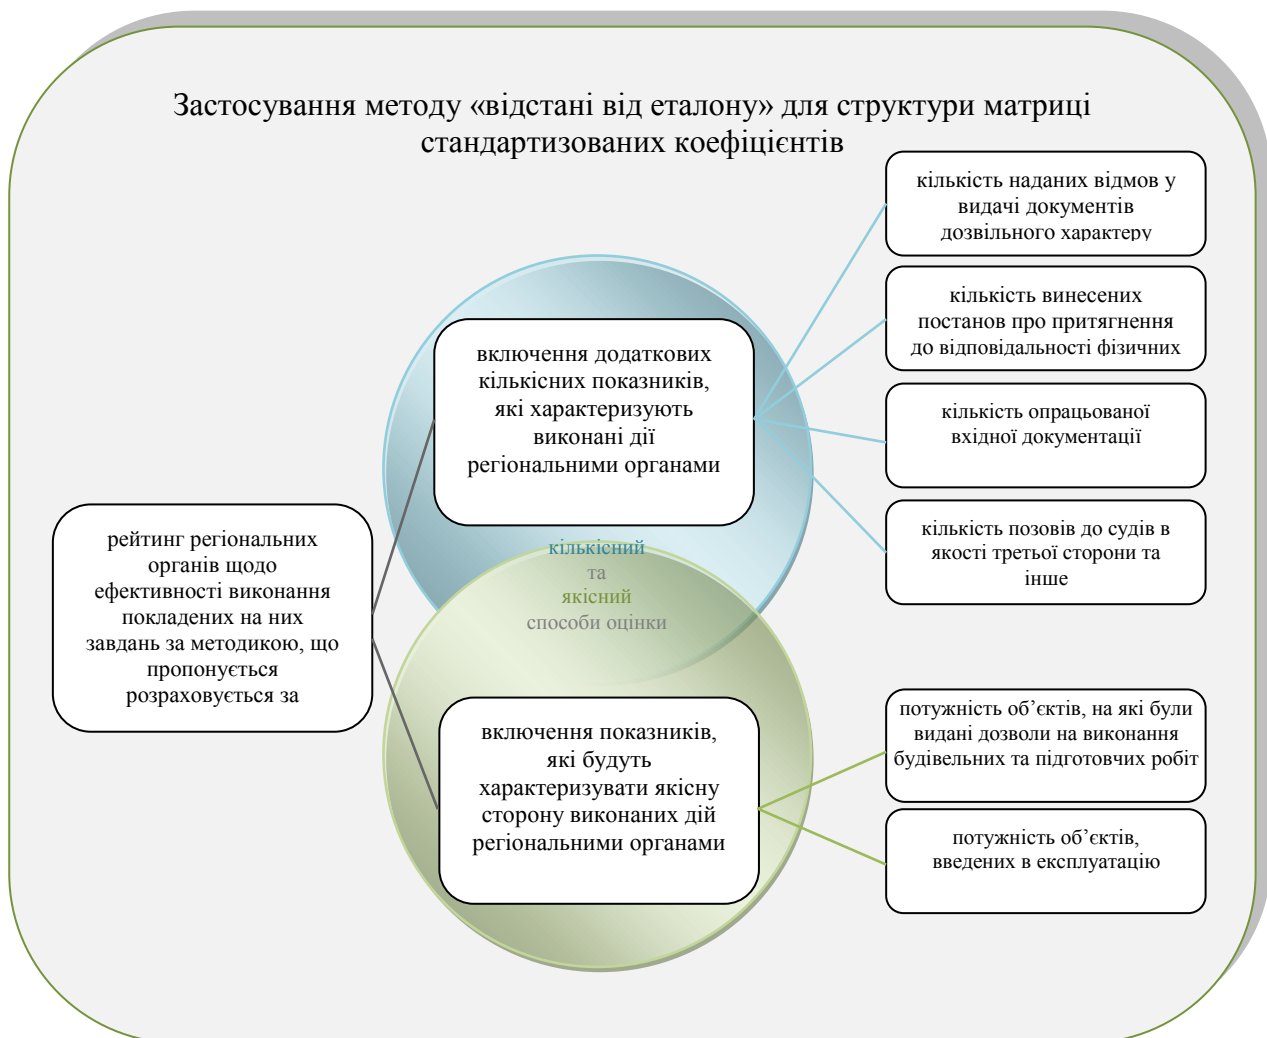 Застосування методу «відстані від еталону» для структури матриці
стандартизованих коефіцієнтів
рейтинг регіональних
органів щодо
ефективності виконання
покладених на них
завдань за методикою, що
пропонується
розраховується за
включення додаткових
кількісних показників,
які характеризують
виконані дії
регіональними органами
кількісний
та
якісний
способи оцінки
включення показників,
які будуть
характеризувати якісну
сторону виконаних дій
регіональними органами
кількість наданих відмов у
видачі документів
дозвільного характеру
кількість винесених
постанов про притягнення
до відповідальності фізичних
кількість опрацьованої
вхідної документації
кількість позовів до судів в
якості третьої сторони та
інше
потужність об’єктів, на які були
видані дозволи на виконання
будівельних та підготовчих робіт
потужність об’єктів,
введених в експлуатацію